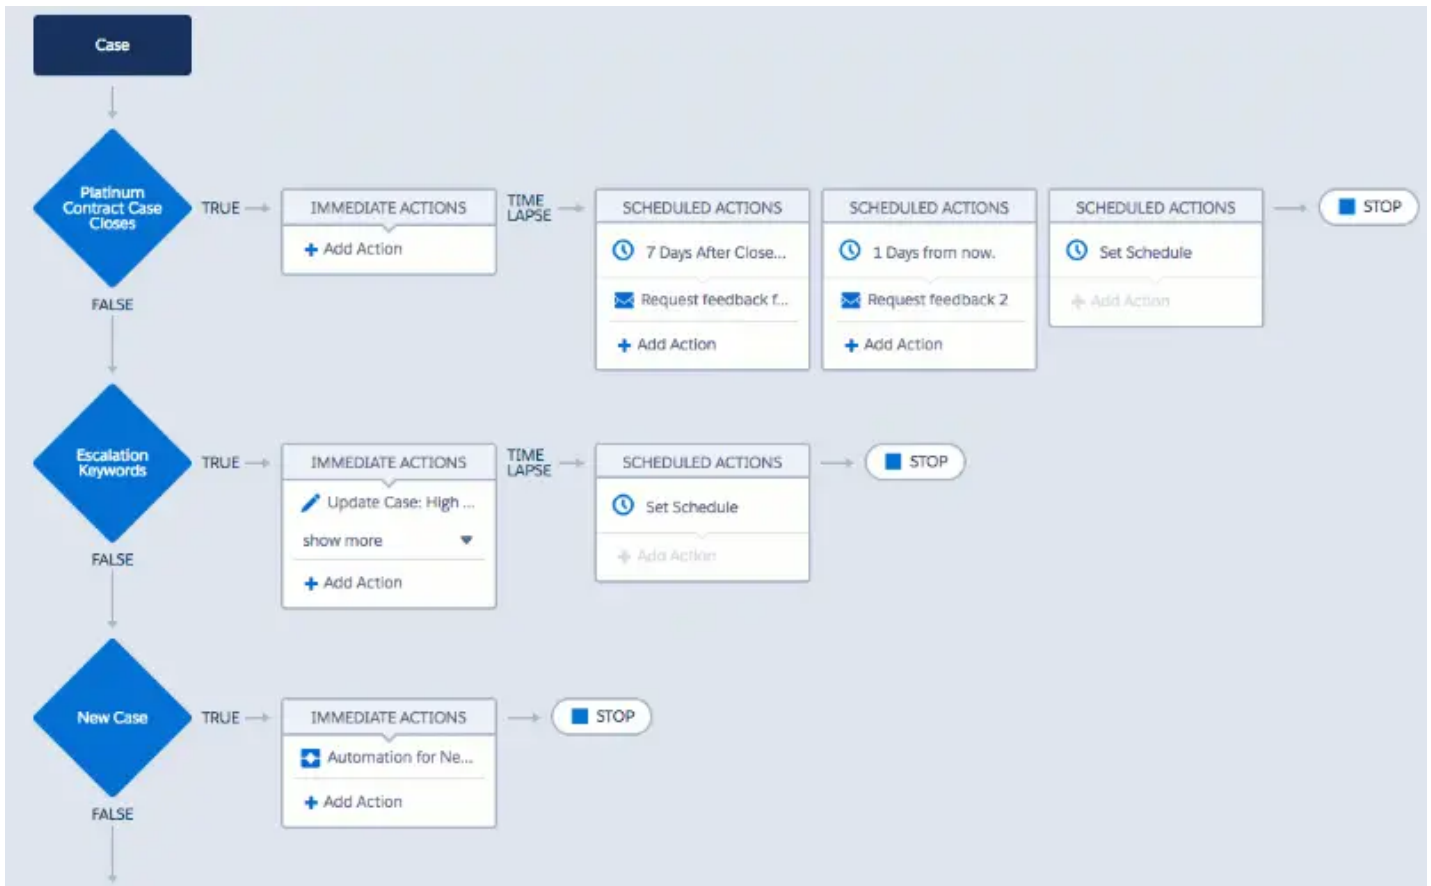 Case
Platinum
Contract Case
Closes
TRUE
IMMEDIATE ACTIONS
Add Action
TIME
LAPSE
SCHEDULED ACTIONS
7 Days After Close...
Request feedback f...
Add Action
SCHEDULED ACTIONS
1 Days from now.
Request feedback 2
Add Action
SCHEDULED ACTIONS
Set Schedule
Add Action
STOP
FALSE
Escalation
Keywords
TRUE
IMMEDIATE ACTIONS
Update Case: High ...
show more
Add Action
TIME
LAPSE
SCHEDULED ACTIONS
Set Schedule
Add Action
STOP
FALSE
New Case
TRUE
IMMEDIATE ACTIONS
Automation for Ne...
Add Action
STOP
FALSE